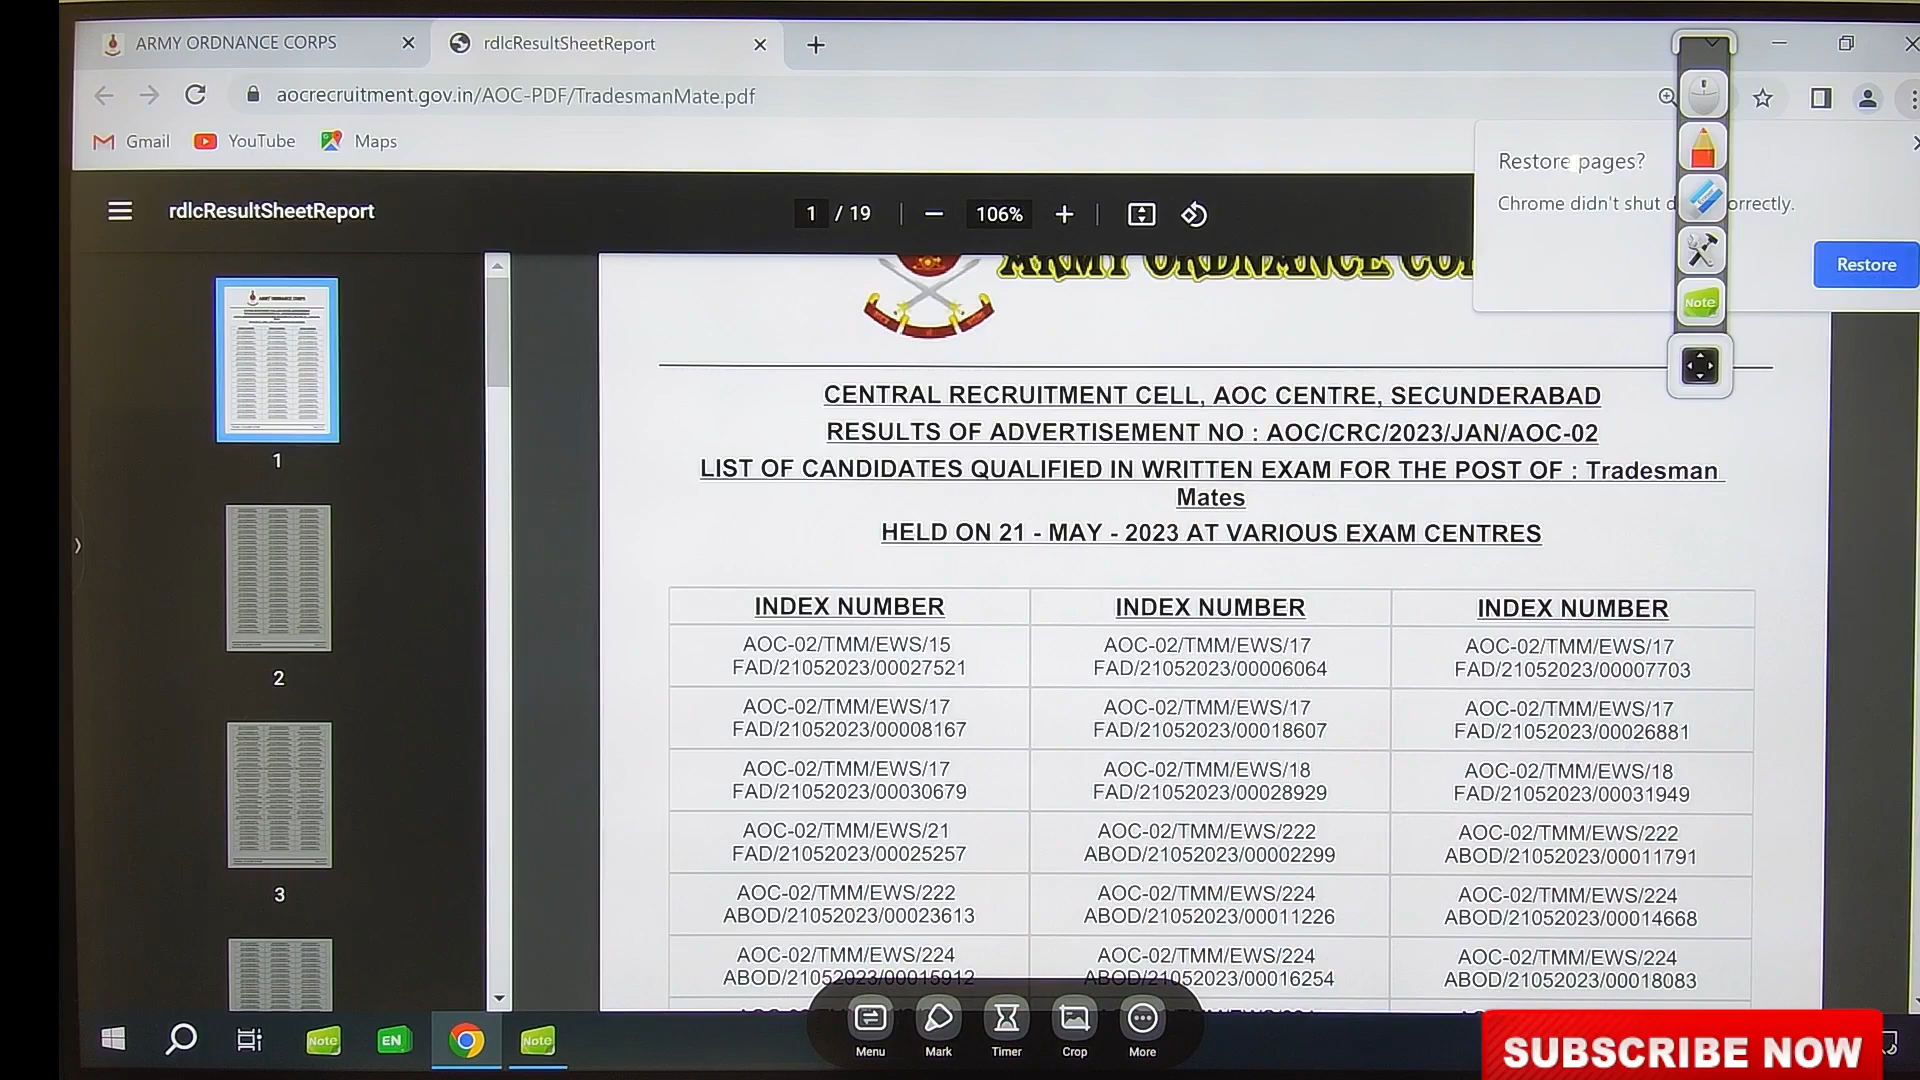 ARMY ORDNANCE CORPS
rdlcResultSheetReport
aocrecruitment.gov.in/AOC-PDF/TradesmanMate.pdf
Gmail
YouTube
Maps
Restore pages?
Chrome didn't shut d orrectly.
Restore
Note
rdlcResultSheetReport
1 / 19
106%
ARMY ORDNANCE CO
CENTRAL RECRUITMENT CELL, AOC CENTRE, SECUNDERABAD
RESULTS OF ADVERTISEMENT NO : AOC/CRC/2023/JAN/AOC-02
LIST OF CANDIDATES QUALIFIED IN WRITTEN EXAM FOR THE POST OF : Tradesman
Mates
HELD ON 21 - MAY - 2023 AT VARIOUS EXAM CENTRES
INDEX NUMBER INDEX NUMBER INDEX NUMBER
AOC-02/TMM/EWS/15 AOC-02/TMM/EWS/17 AOC-02/TMM/EWS/17
FAD/21052023/00027521 FAD/21052023/00006064 FAD/21052023/00007703
AOC-02/TMM/EWS/17 AOC-02/TMM/EWS/17 AOC-02/TMM/EWS/17
FAD/21052023/00008167 FAD/21052023/00018607 FAD/21052023/00026881
AOC-02/TMM/EWS/17 AOC-02/TMM/EWS/18 AOC-02/TMM/EWS/18
FAD/21052023/00030679 FAD/21052023/00028929 FAD/21052023/00031949
AOC-02/TMM/EWS/21 AOC-02/TMM/EWS/222 AOC-02/TMM/EWS/222
FAD/21052023/00025257 ABOD/21052023/00002299 ABOD/21052023/00011791
AOC-02/TMM/EWS/222 AOC-02/TMM/EWS/224 AOC-02/TMM/EWS/224
ABOD/21052023/00023613 ABOD/21052023/00011226 ABOD/21052023/00014668
AOC-02/TMM/EWS/224 AOC-02/TMM/EWS/224 AOC-02/TMM/EWS/224
ABOD/21052023/00015912 ABOD/21052023/00016254 ABOD/21052023/00018083
1
2
3
Menu
Mark
Timer
Crop
More
Note
EN
Note
SUBSCRIBE NOW